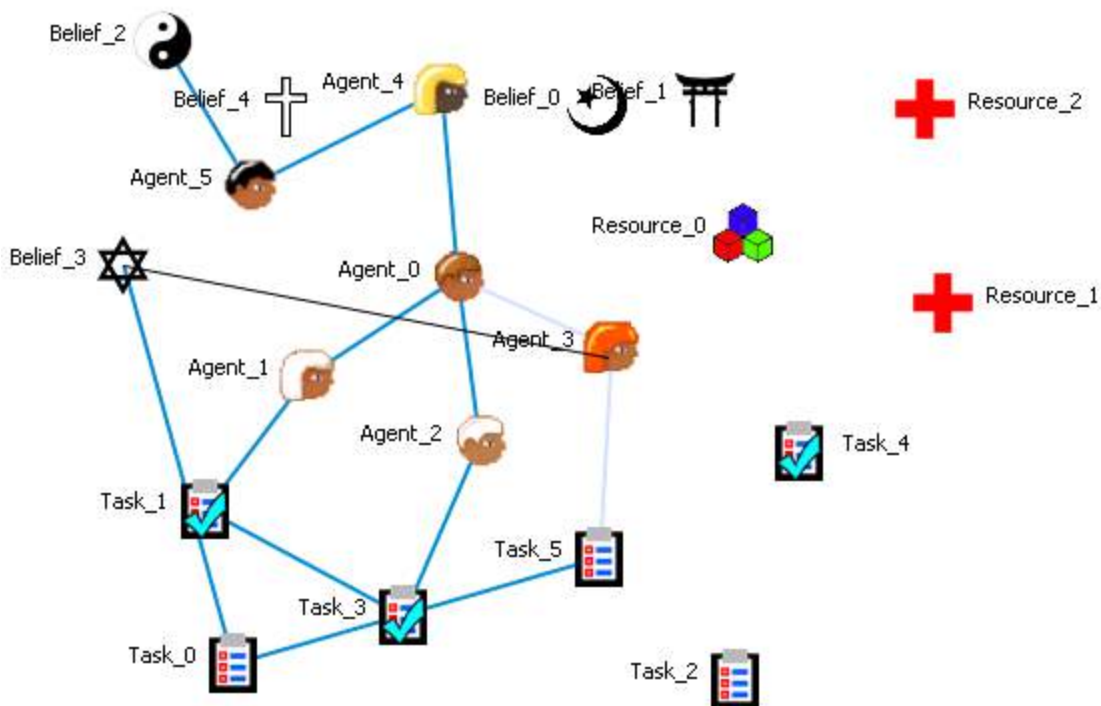 Belief_2
Belief_4
Agent_4
Belief_0
Belief_1
Resource_2
Agent_5
Resource_0
Belief_3
Agent_0
Resource_1
Agent_3
Agent_1
Agent_2
Task_4
Task_1
Task_5
Task_3
Task_0
Task_2